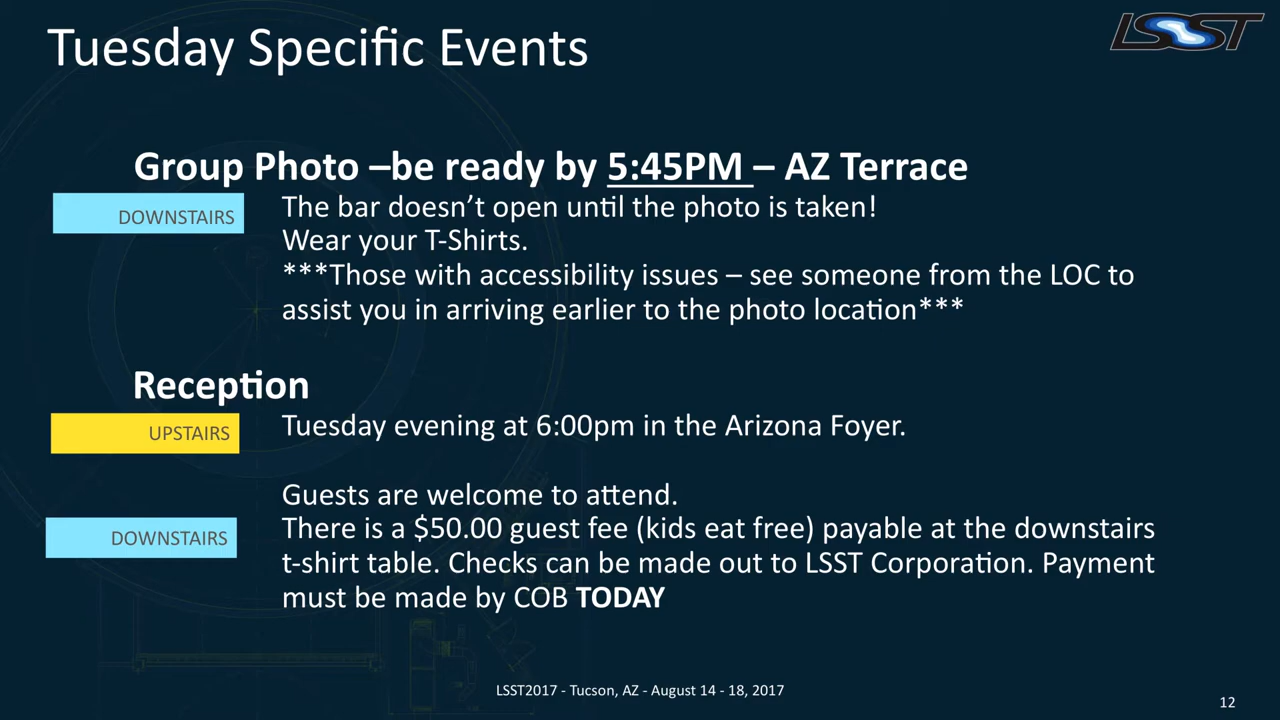 Tuesday Specific Events
LSST
Group Photo –be ready by 5:45PM – AZ Terrace
DOWNSTAIRS
The bar doesn't open until the photo is taken!
Wear your T-Shirts.
***Those with accessibility issues – see someone from the LOC to
assist you in arriving earlier to the photo location***
Reception
UPSTAIRS
Tuesday evening at 6:00pm in the Arizona Foyer.
Guests are welcome to attend.
DOWNSTAIRS
There is a $50.00 guest fee (kids eat free) payable at the downstairs
t-shirt table. Checks can be made out to LSST Corporation. Payment
must be made by COB TODAY
LSST2017 - Tucson, AZ - August 14 - 18, 2017
12